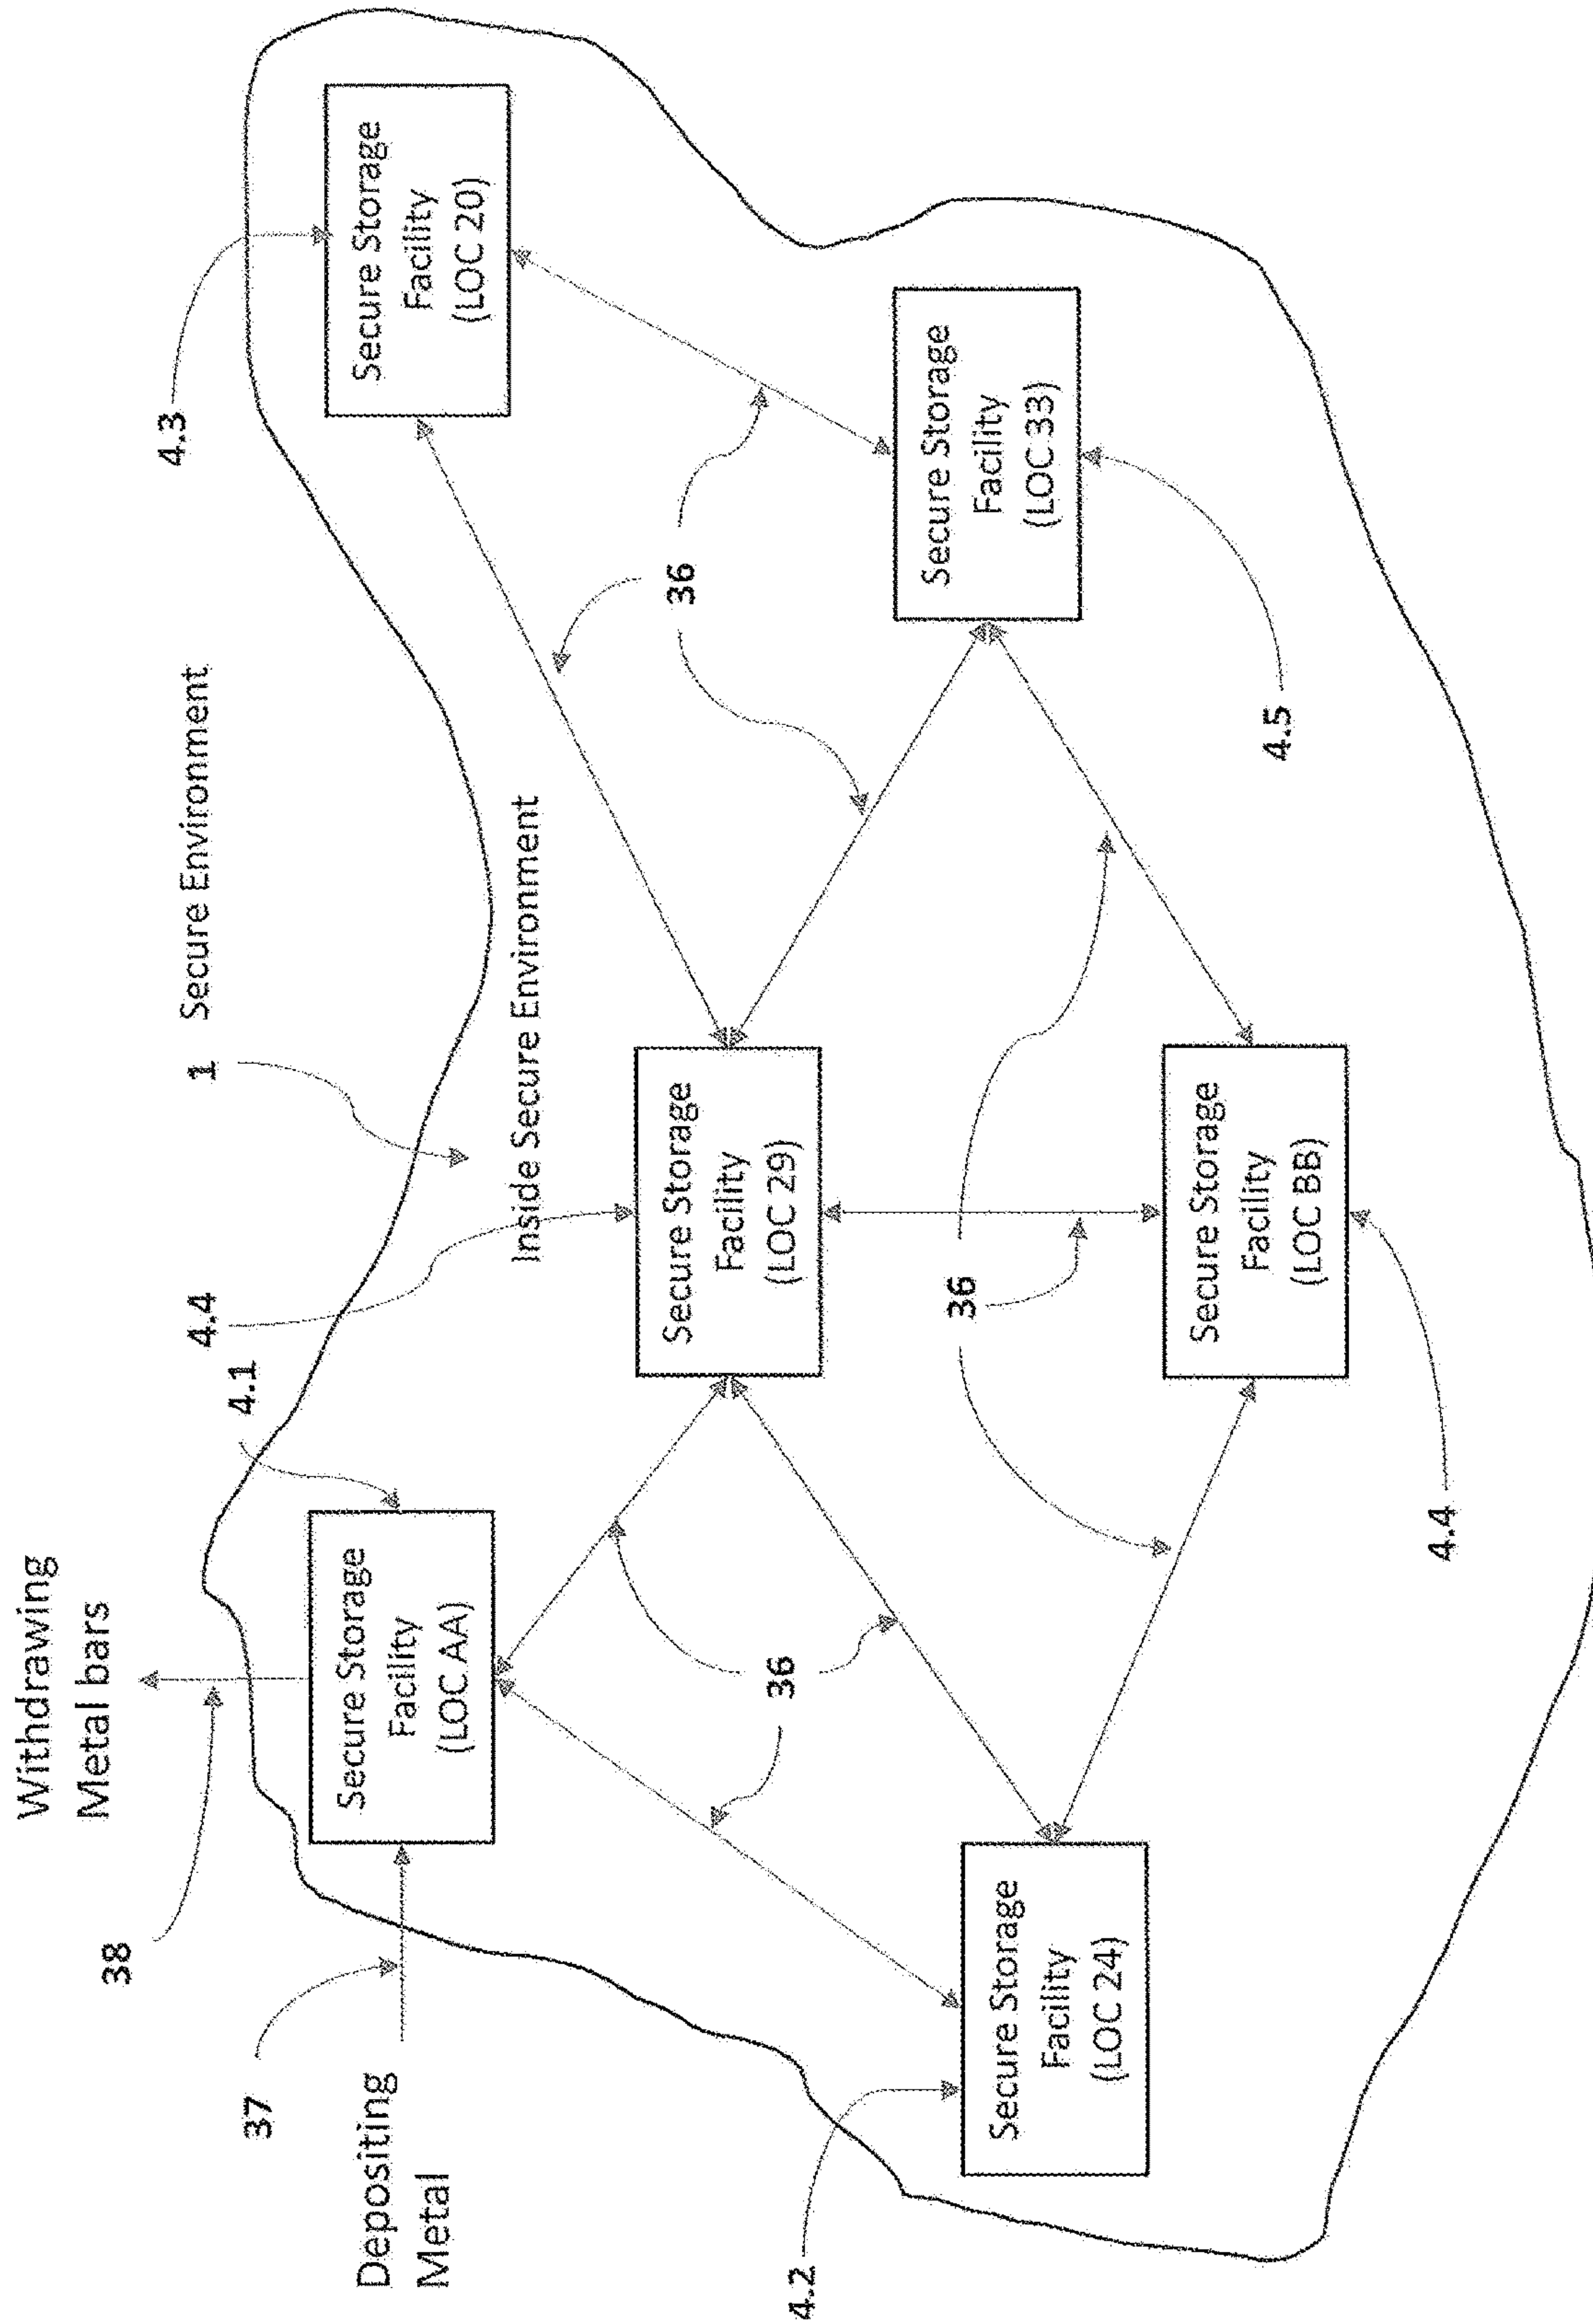 Withdrawing
Metal bars
38
37
Depositing
Metal
4.1
4.4
1 Secure Environment
4.3
Secure Storage
Facility
(LOC AA)
Inside Secure Environment
Secure Storage
Facility
(LOC 20)
36
36
Secure Storage
Facility
(LOC 29)
4.2
Secure Storage
Facility
(LOC 24)
36
Secure Storage
Facility
(LOC 33)
Secure Storage
Facility
(LOC BB)
4.5
4.4